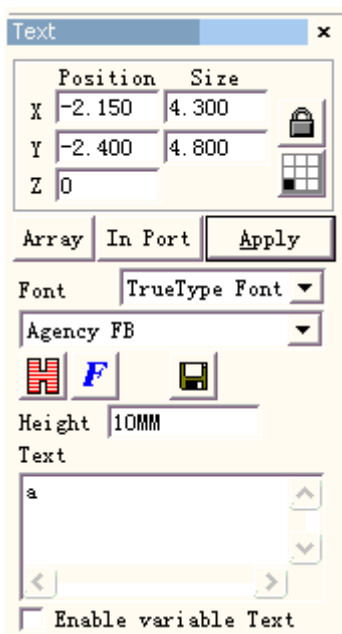 Text ×
Position Size
X -2.150 4.300
Y -2.400 4.800
Z 0
Array In Port Apply
Font TrueType Font
Agency FB
H F
Height 10MM
Text
a
Enable variable Text